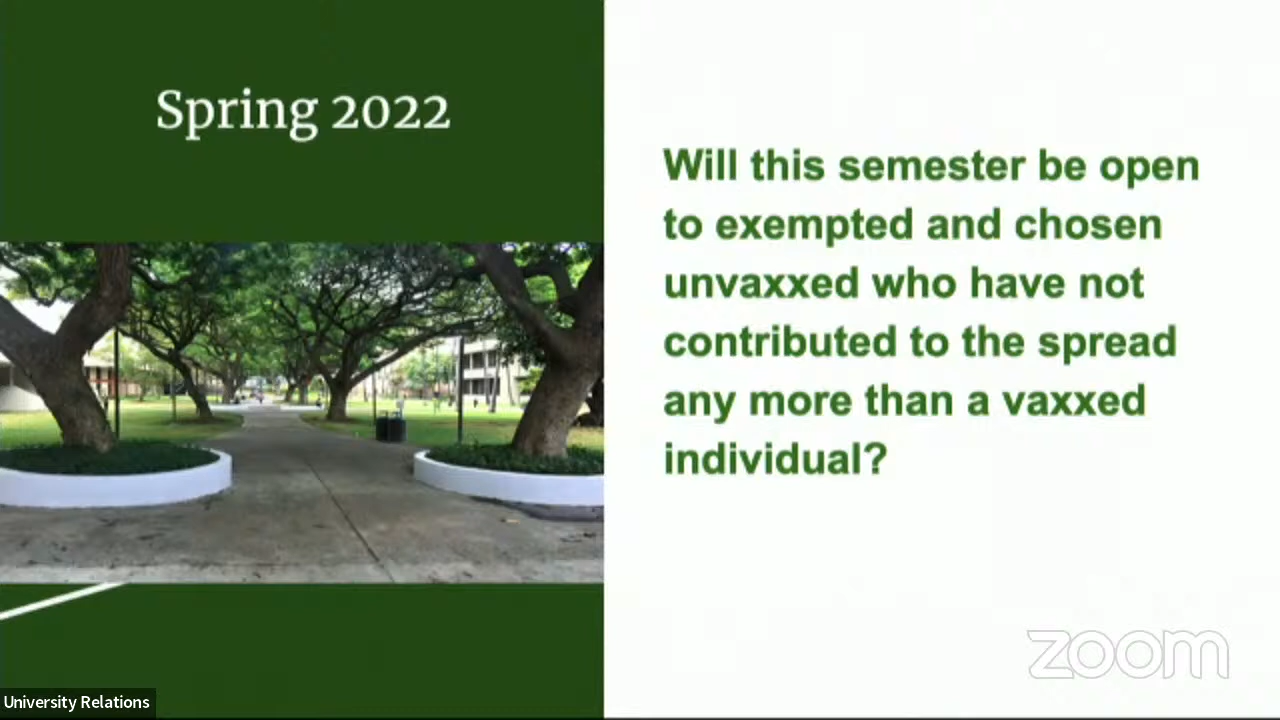 Spring 2022
Will this semester be open
to exempted and chosen
unvaxxed who have not
contributed to the spread
any more than a vaxxed
individual?
zoom
University Relations